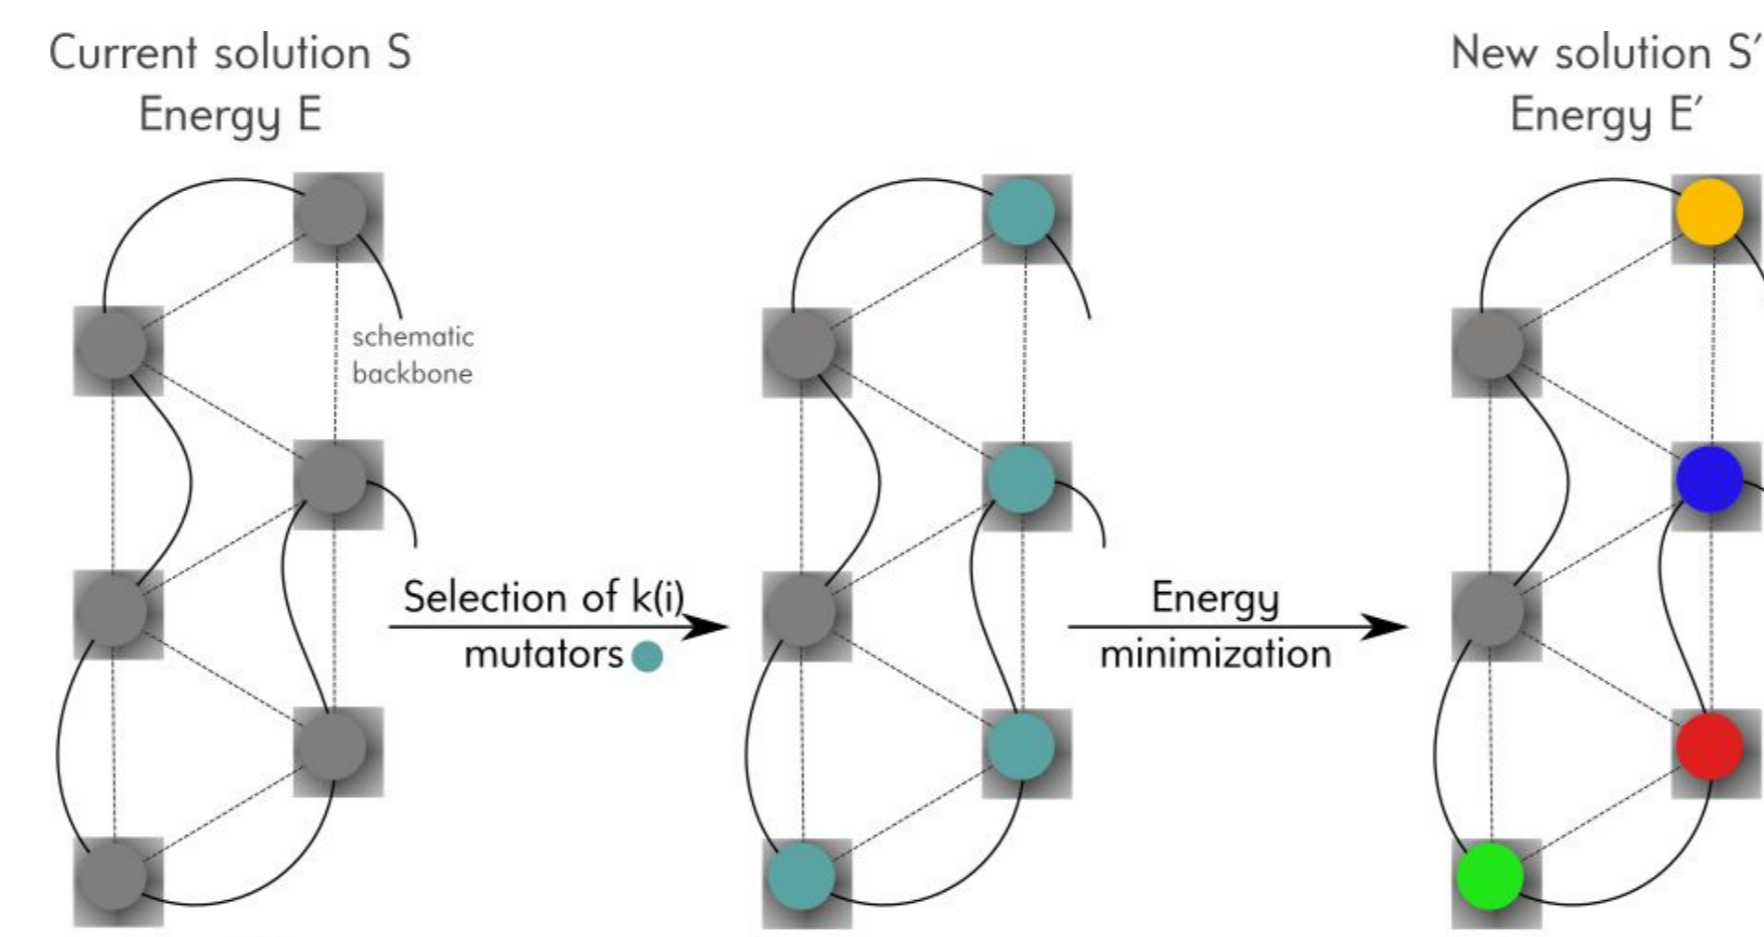 Current solution S
Energy E
New solution S′
Energy E′
schematic
backbone
Selection of k(i)
mutators
Energy
minimization